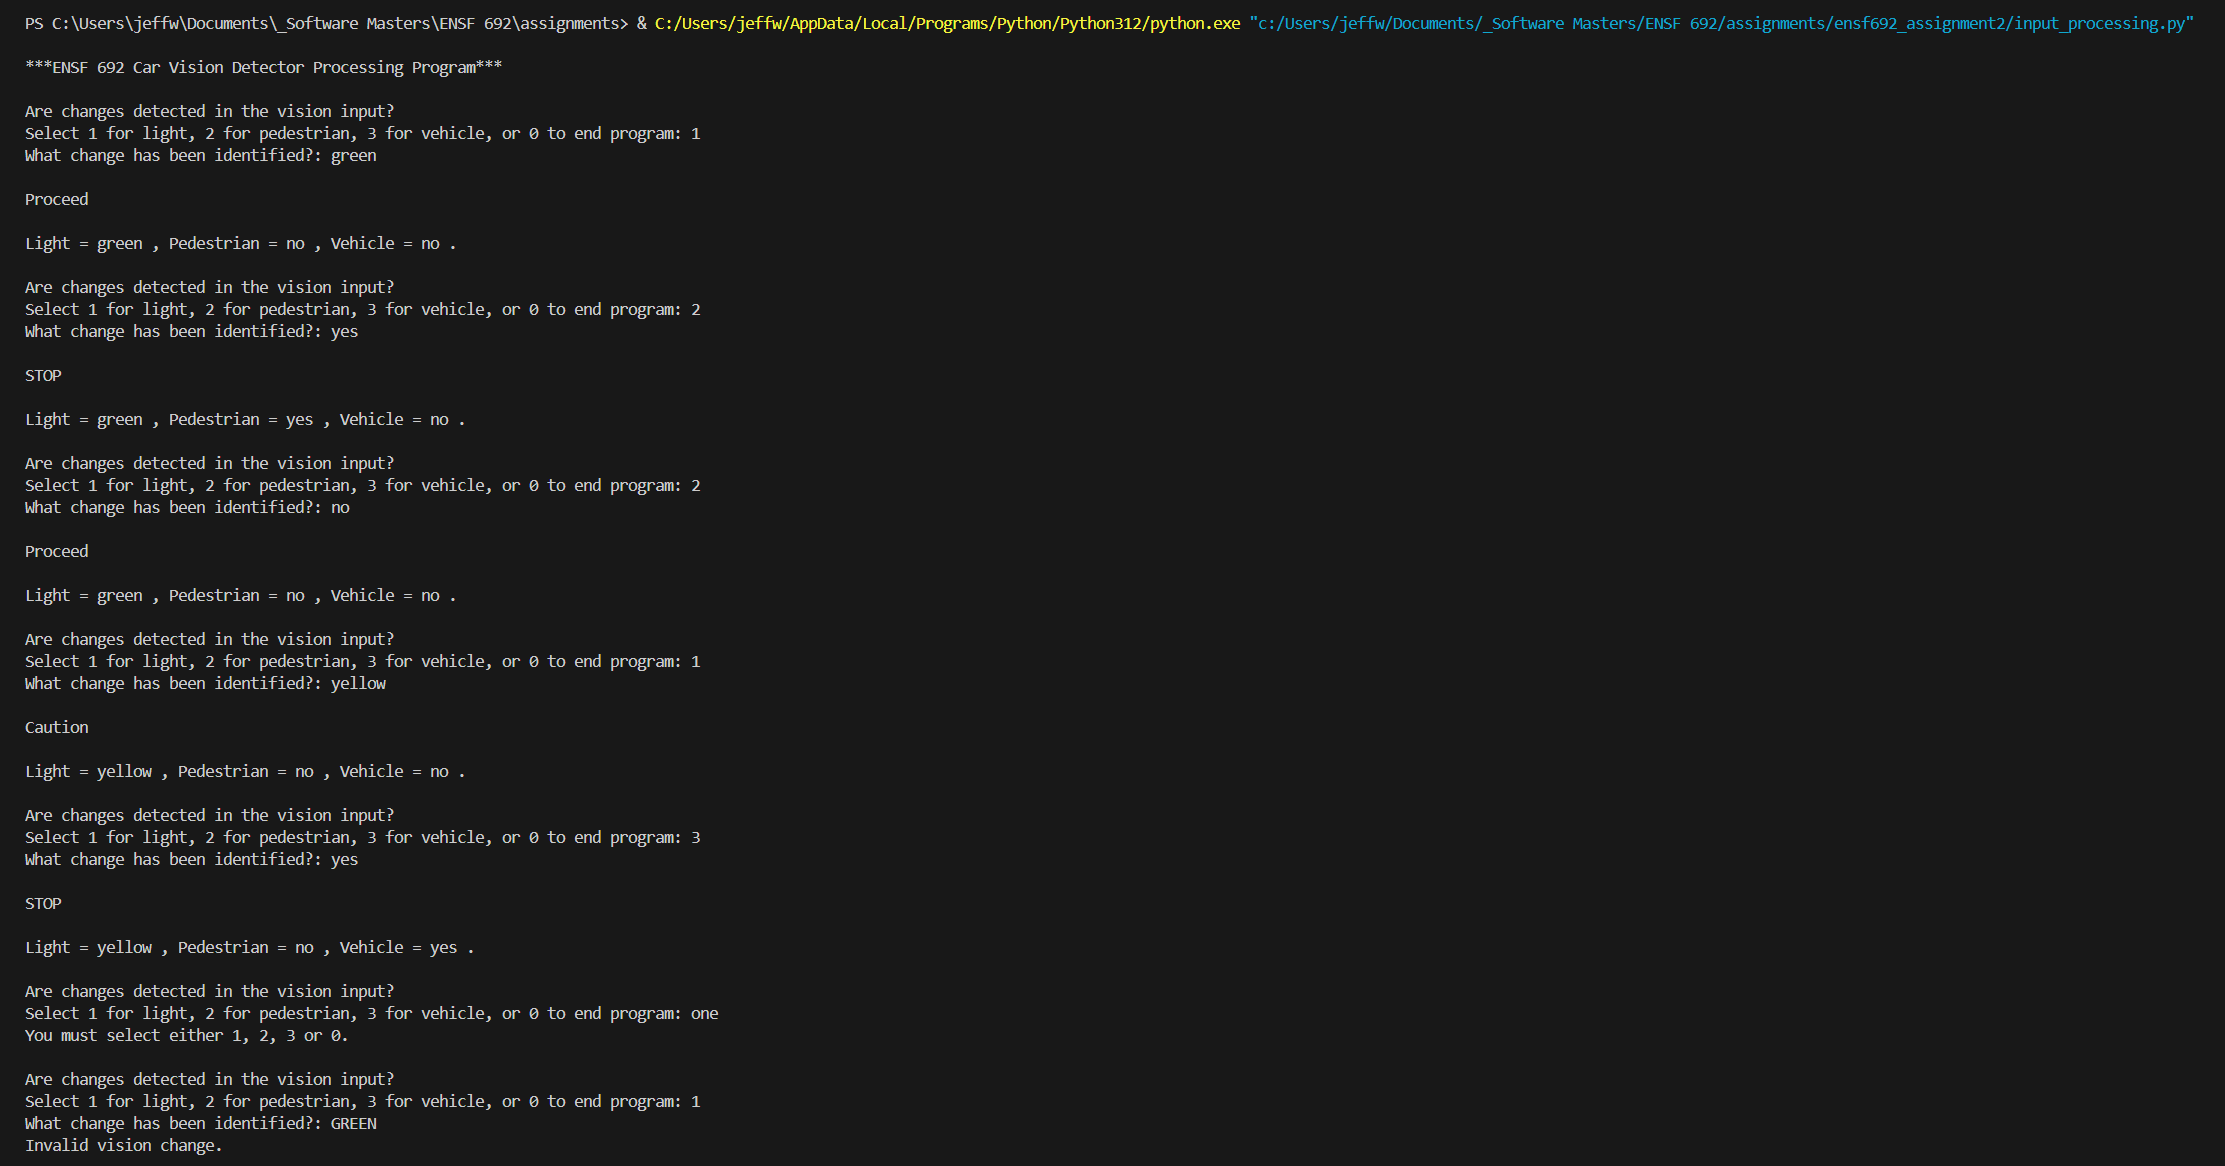 PS C:\Users\jeffw\Documents\_Software Masters\ENSF 692\assignments> & C:/Users/jeffw/AppData/Local/Programs/Python/Python312/python.exe "c:/Users/jeffw/Documents/_Software Masters/ENSF 692/assignments/ensf692_assignment2/input_processing.py"
***ENSF 692 Car Vision Detector Processing Program***
Are changes detected in the vision input?
Select 1 for light, 2 for pedestrian, 3 for vehicle, or 0 to end program: 1
What change has been identified?: green
Proceed
Light = green , Pedestrian = no , Vehicle = no .
Are changes detected in the vision input?
Select 1 for light, 2 for pedestrian, 3 for vehicle, or 0 to end program: 2
What change has been identified?: yes
STOP
Light = green , Pedestrian = yes , Vehicle = no .
Are changes detected in the vision input?
Select 1 for light, 2 for pedestrian, 3 for vehicle, or 0 to end program: 2
What change has been identified?: no
Proceed
Light = green , Pedestrian = no , Vehicle = no .
Are changes detected in the vision input?
Select 1 for light, 2 for pedestrian, 3 for vehicle, or 0 to end program: 1
What change has been identified?: yellow
Caution
Light = yellow , Pedestrian = no , Vehicle = no .
Are changes detected in the vision input?
Select 1 for light, 2 for pedestrian, 3 for vehicle, or 0 to end program: 3
What change has been identified?: yes
STOP
Light = yellow , Pedestrian = no , Vehicle = yes .
Are changes detected in the vision input?
Select 1 for light, 2 for pedestrian, 3 for vehicle, or 0 to end program: one
You must select either 1, 2, 3 or 0.
Are changes detected in the vision input?
Select 1 for light, 2 for pedestrian, 3 for vehicle, or 0 to end program: 1
What change has been identified?: GREEN
Invalid vision change.